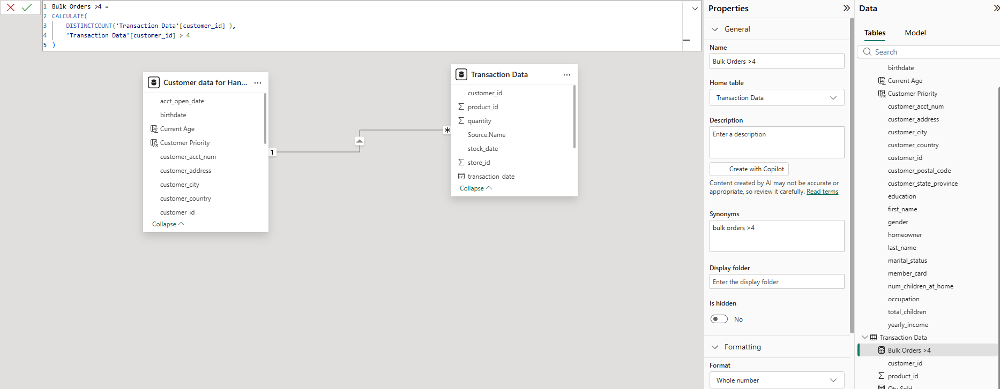 1 Bulk Orders >4 =
2 CALCULATE(
3 DISTINCTCOUNT('Transaction Data'[customer_id] ),
4 'Transaction Data'[customer_id] > 4
5 )
Customer data for Han... ...
acct_open_date
birthdate
Current Age
Customer Priority
customer_acct_num
customer_address
customer_city
customer_country
customer_id
Collapse
1
*
Transaction Data ...
customer_id
product_id
quantity
Source.Name
stock_date
store_id
transaction_date
Collapse
Properties
General
Name
Bulk Orders >4
Home table
Transaction Data
Description
Enter a description
Create with Copilot
Content created by AI may not be accurate or
appropriate, so review it carefully. Read terms
Synonyms
bulk orders >4
Display folder
Enter the display folder
Is hidden
No
Formatting
Format
Whole number
Data
Tables Model
Search
birthdate
Current Age
Customer Priority
customer_acct_num
customer_address
customer_city
customer_country
customer_id
customer_postal_code
customer_state_province
education
first_name
gender
homeowner
last_name
marital_status
member_card
num_children_at_home
occupation
total_children
yearly_income
Transaction Data
Bulk Orders >4
customer_id
product_id
Qty Sold